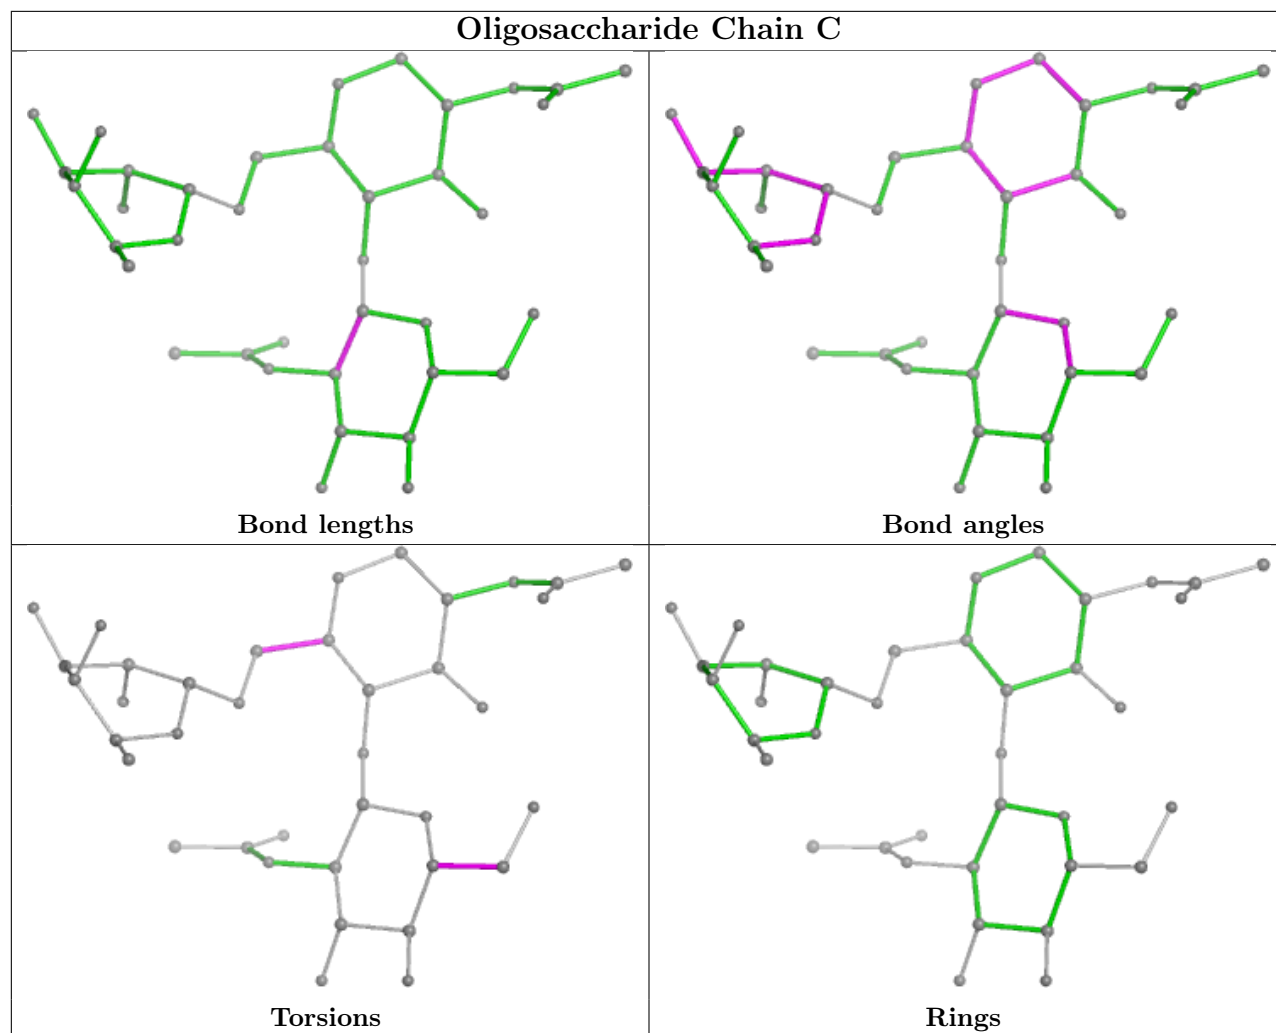 Oligosaccharide Chain C
Bond lengths
Bond angles
Torsions
Rings